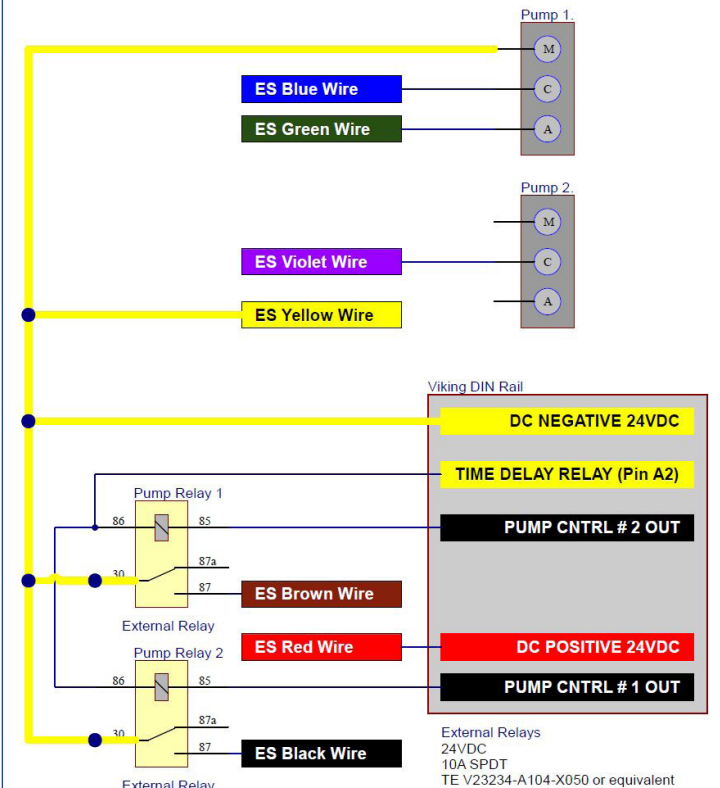 Pump 1.
M
ES Blue Wire
C
ES Green Wire
A
Pump 2.
M
ES Violet Wire
C
ES Yellow Wire
A
Viking DIN Rail
DC NEGATIVE 24VDC
TIME DELAY RELAY (Pin A2)
Pump Relay 1
86
85
PUMP CNTRL # 2 OUT
87a
30
87
ES Brown Wire
External Relay
ES Red Wire
DC POSITIVE 24VDC
Pump Relay 2
86
85
PUMP CNTRL # 1 OUT
87a
30
87
ES Black Wire
External Relay
External Relays
24VDC
10A SPDT
TE V23234-A104-X050 or equivalent